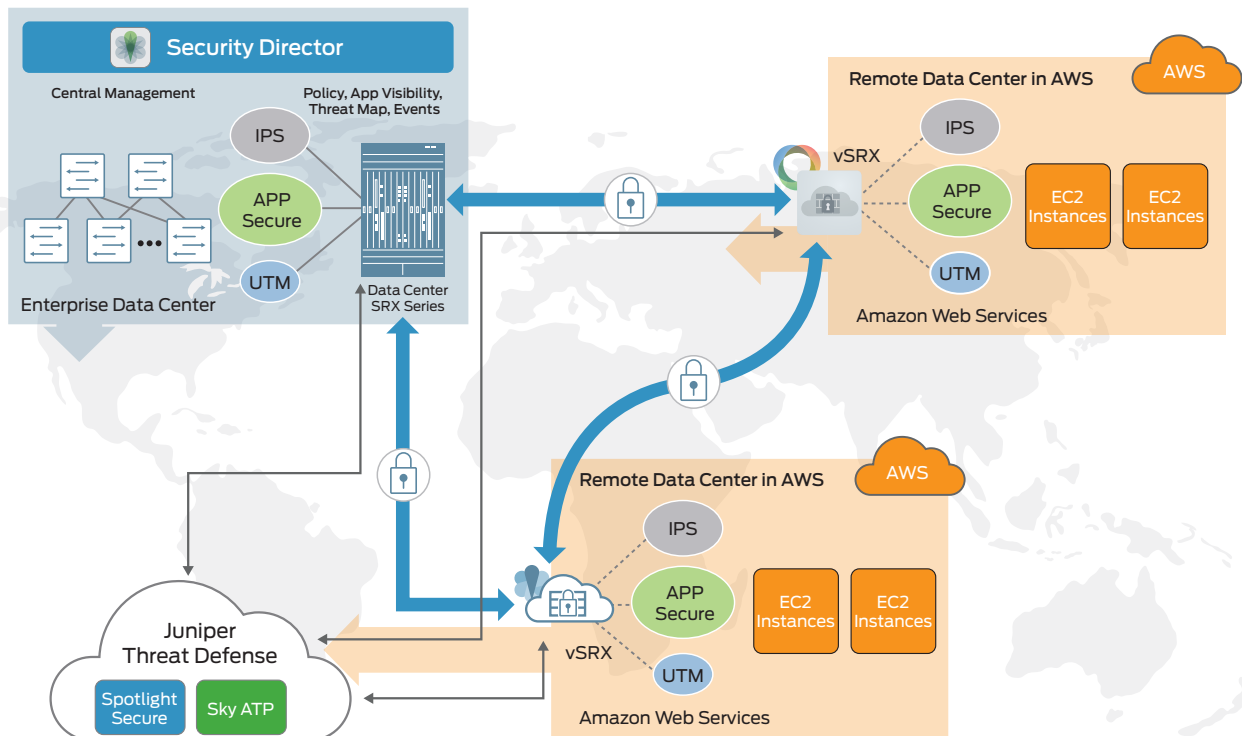 Security Director
Central Management
Policy, App Visibility,
Threat Map, Events
IPS
APP
Secure
UTM
Enterprise Data Center
Data Center
SRX Series
Remote Data Center in AWS
AWS
vSRX
IPS
APP
Secure
UTM
EC2
Instances
EC2
Instances
Amazon Web Services
Remote Data Center in AWS
AWS
IPS
APP
Secure
UTM
EC2
Instances
EC2
Instances
vSRX
Amazon Web Services
Juniper
Threat Defense
Spotlight
Secure
Sky ATP